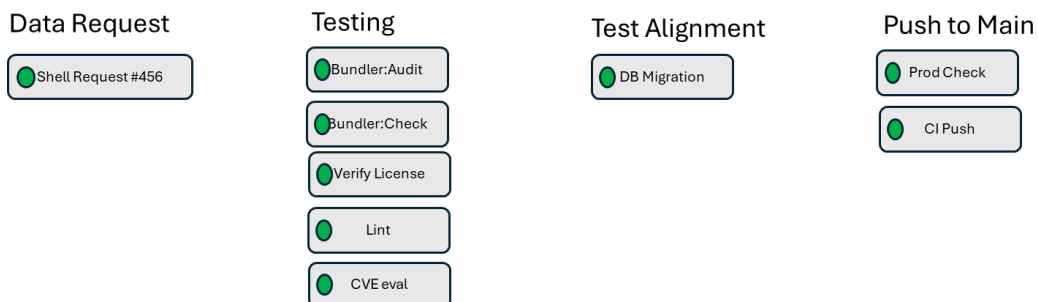 Data Request
Shell Request #456
Testing
Bundler:Audit
Bundler:Check
Verify License
Lint
CVE eval
Test Alignment
DB Migration
Push to Main
Prod Check
CI Push